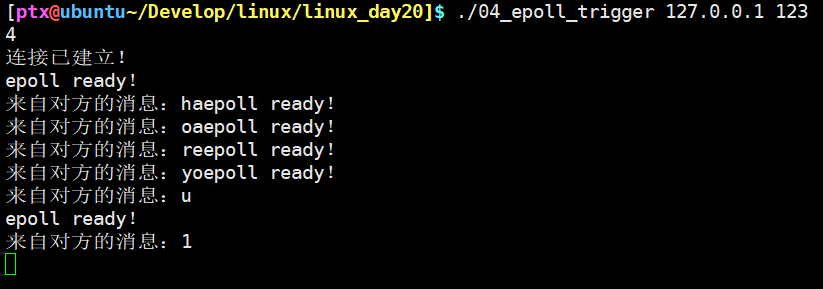 [ptx@ubuntu~/Develop/linux/linux_day20]$ ./04_epoll_trigger 127.0.0.1 123
4
连接已建立!
epoll ready!
来自对方的消息：haepoll ready!
来自对方的消息：oaepoll ready!
来自对方的消息：reepoll ready!
来自对方的消息：yoepoll ready!
来自对方的消息：u
epoll ready!
来自对方的消息：1